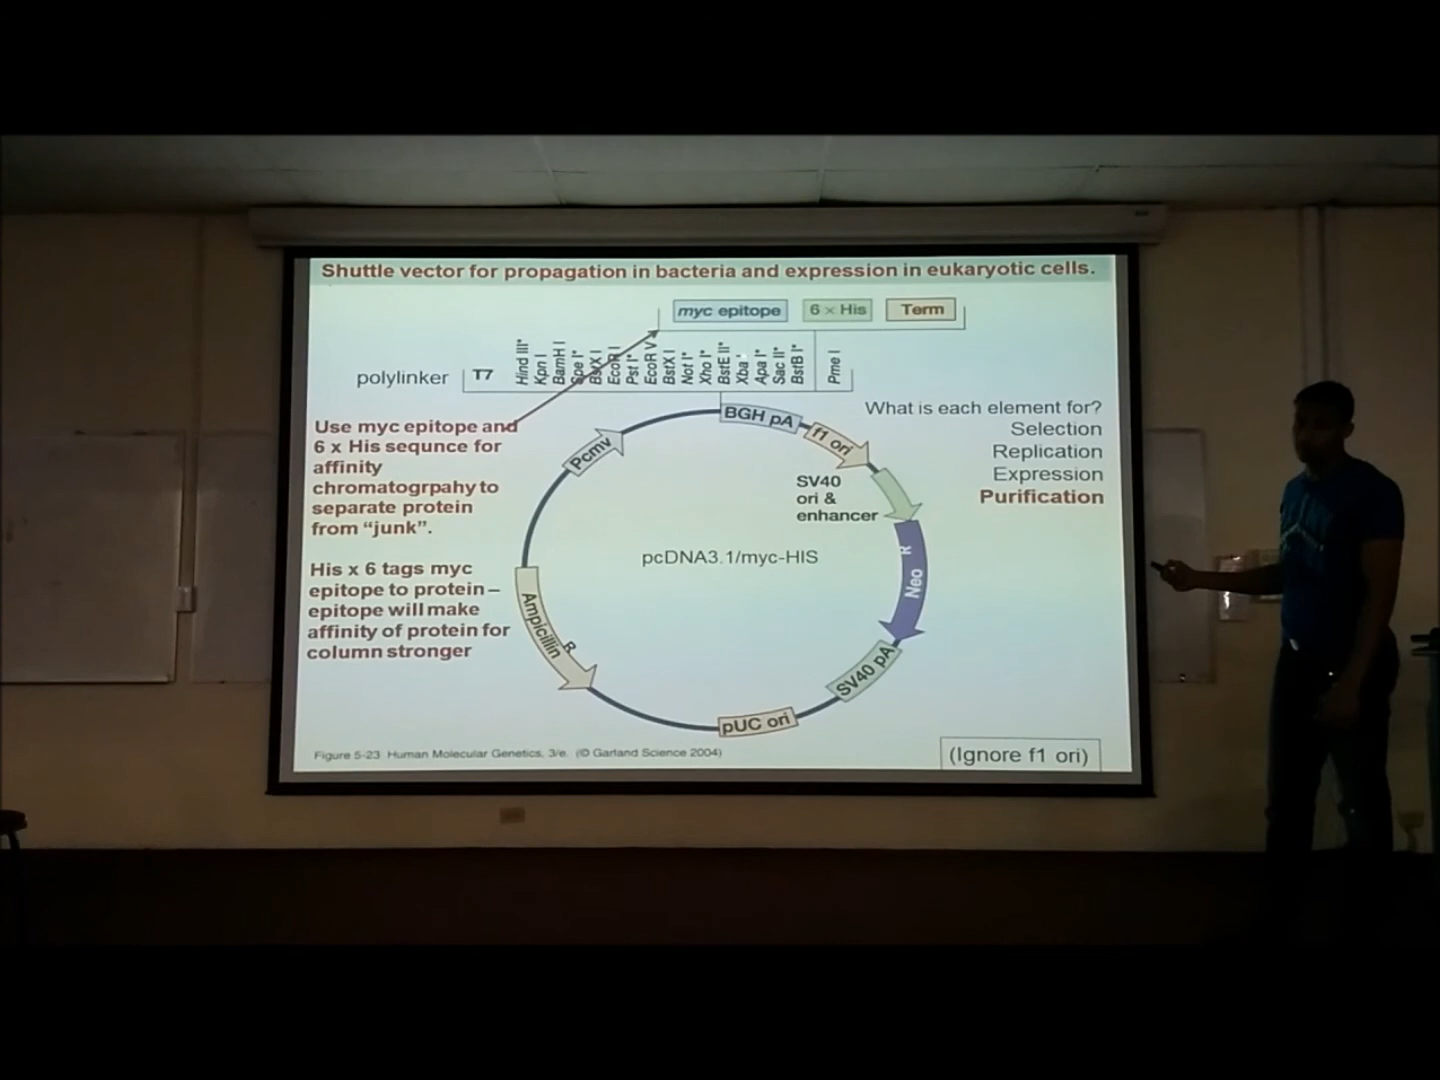 Shuttle vector for propagation in bacteria and expression in eukaryotic cells.
myc epitope
6 x His
Term
polylinker
T7
Hind III*
Kpn I
BamH I
Spe I*
BstX I
EcoR I
Pst I*
EcoR V
BstX I
Not I*
Xho I*
BstE II*
Xba *
Apa I*
Sac II*
BstB I*
Pme I
Use myc epitope and
6 x His sequnce for
affinity
chromatogrpahy to
separate protein
from “junk”.
His x 6 tags myc
epitope to protein –
epitope will make
affinity of protein for
column stronger
Pcmv
BGH pA
f1 ori
SV40
ori &
enhancer
Neo R
SV40 pA
pUC ori
Ampicillin R
pcDNA3.1/myc-HIS
What is each element for?
Selection
Replication
Expression
Purification
Figure 5-23 Human Molecular Genetics, 3/e. (© Garland Science 2004)
(Ignore f1 ori)